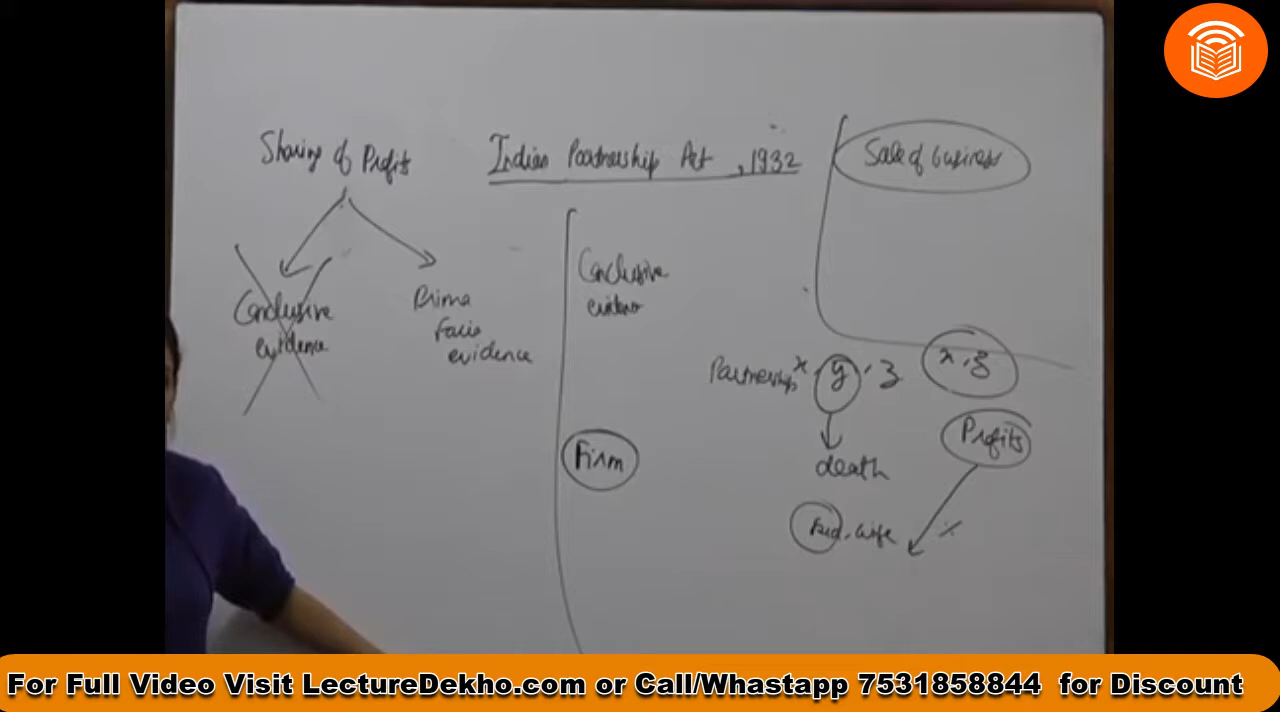 Sharing of Profits
Indian Partnership Act, 1932
Sale of business
Conclusive
evidence
Prima
Facie
evidence
Conclusive
Firm
Partnership x, y, z
x, z
death
Profits
wife
%
For Full Video Visit LectureDekho.com or Call/Whastapp 7531858844 for Discount